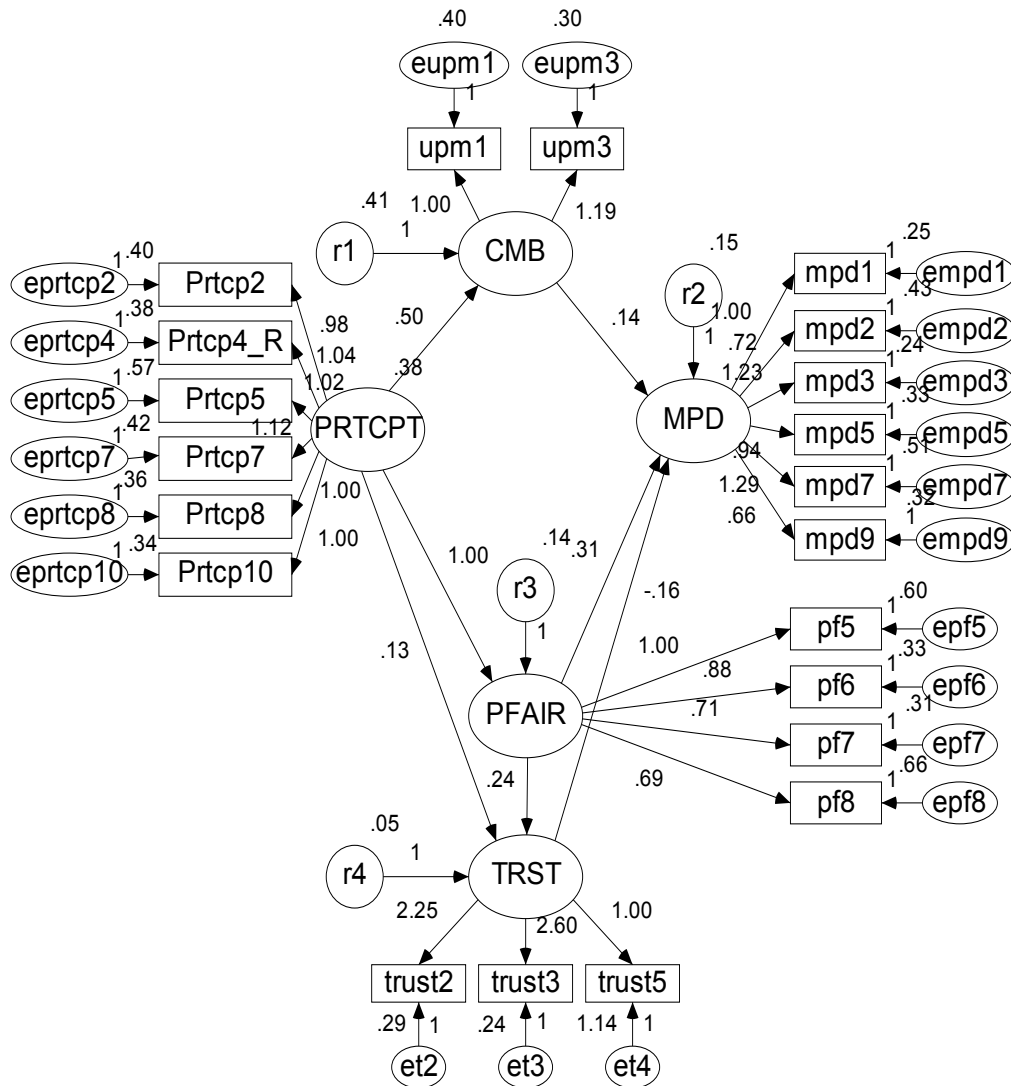 .40 .30
eupm1 eupm3
1 1
upm1 upm3
.41 1.00 1.19
r1 1 CMB
.15
r2
1
.50 .14
.40
eprtcp2 1 Prtcp2
.38
eprtcp4 1 Prtcp4_R
.57
eprtcp5 1 Prtcp5
.42
eprtcp7 1 Prtcp7
.36
eprtcp8 1 Prtcp8
.34
eprtcp10 1 Prtcp10
.98
1.04
1.02
1.12
1.00
1.00
.38
PRTCPT
MPD
1.00
.72
1.23
.94
1.29
.66
.25
mpd1 1 empd1
.43
mpd2 1 empd2
.24
mpd3 1 empd3
.33
mpd5 1 empd5
.51
mpd7 1 empd7
.32
mpd9 1 empd9
1.00 .14 .31
r3
1
-.16
.13
PFAIR
1.00
.88
.71
.69
.60
pf5 1 epf5
.33
pf6 1 epf6
.31
pf7 1 epf7
.66
pf8 1 epf8
.24
.05
r4 1 TRST
2.25 2.60 1.00
trust2 trust3 trust5
.29 1 .24 1 1.14 1
et2 et3 et4